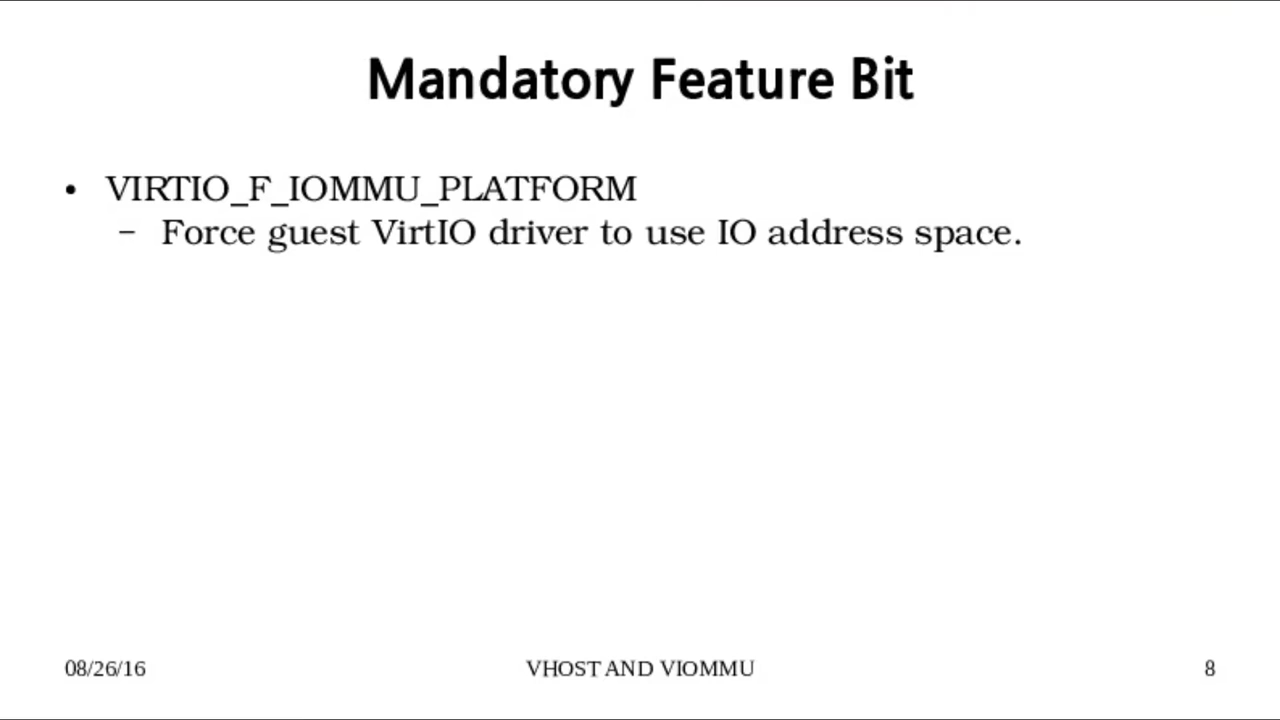 Mandatory Feature Bit
• VIRTIO_F_IOMMU_PLATFORM
– Force guest VirtIO driver to use IO address space.
08/26/16
VHOST AND VIOMMU
8